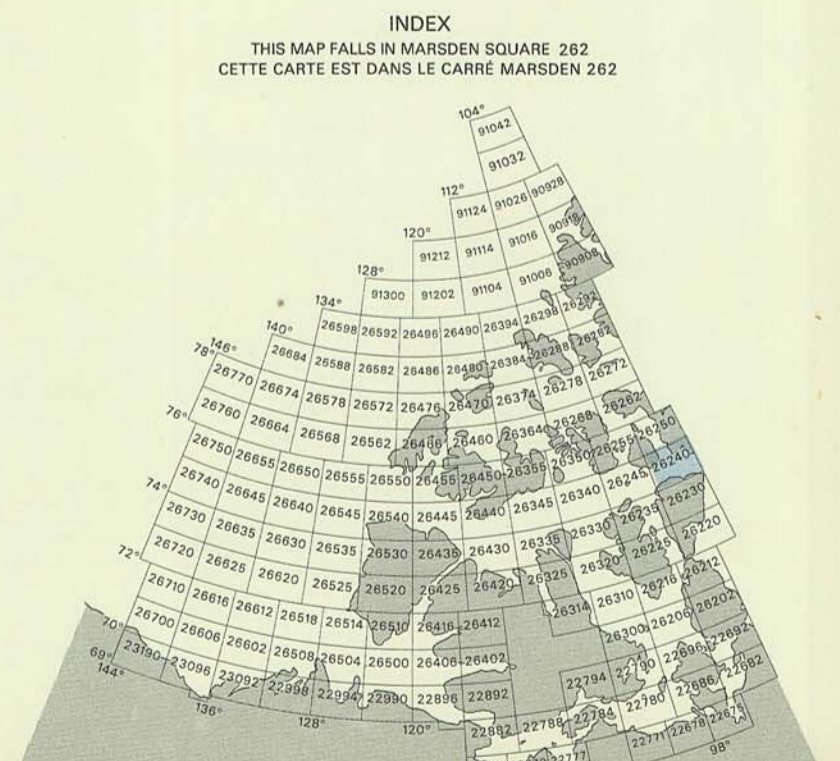 INDEX
THIS MAP FALLS IN MARSDEN SQUARE 262
CETTE CARTE EST DANS LE CARRÉ MARSDEN 262
104°
91042
91032
112° 91124 91026 90928
120° 91212 91114 91016 90918
128° 91300 91202 91104 91006 90908
134° 26598 26592 26496 26490 26394 26298 26292
140° 26684 26588 26582 26486 26480 26384 26288 26282
78° 146° 26770 26674 26578 26572 26476 26470 26374 26278 26272
76° 26760 26664 26568 26562 26466 26460 26364 26268 26262
26750 26655 26650 26555 26550 26455 26450 26355 26350 26255 26250
74° 26740 26645 26640 26545 26540 26445 26440 26345 26340 26245 26240
26730 26635 26630 26535 26530 26435 26430 26335 26330 26235 26230
72° 26720 26625 26620 26525 26520 26425 26420 26325 26320 26225 26220
26710 26616 26612 26518 26514 26510 26416 26412 26314 26310 26216 26212
70° 26700 26606 26602 26508 26504 26500 26406 26402 26300 26206 26202
69° 144° 23190 23096 23092 22998 22994 22990 22896 22892 22794 22696 22692
22882 22788 22784 22780 22686 22682
22777 22771 22678 22675
136° 128° 120° 98°